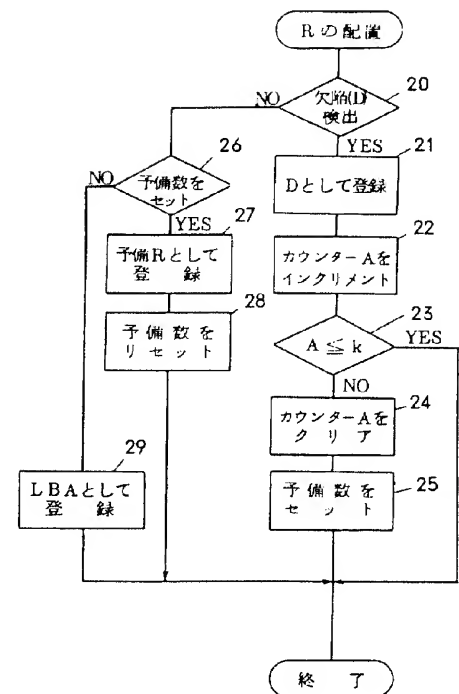 Rの配置
20
欠陥(D)
検出
NO
YES
21
Dとして登録
26
予備数を
セット
NO
YES
27
予備Rとして
登録
22
カウンターAを
インクリメント
28
予備数を
リセット
23
A≦k
YES
NO
24
カウンターAを
クリア
29
LBAとして
登録
25
予備数を
セット
終了